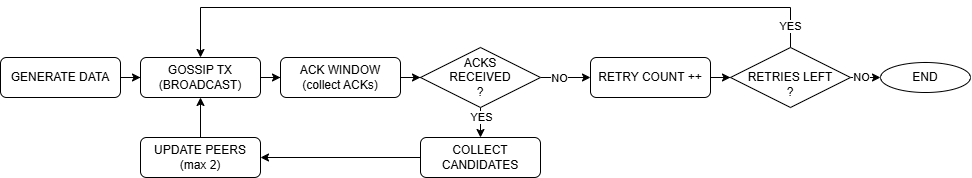 YES
GENERATE DATA
GOSSIP TX
(BROADCAST)
ACK WINDOW
(collect ACKs)
ACKS
RECEIVED
?
NO
RETRY COUNT ++
RETRIES LEFT
?
NO
END
YES
UPDATE PEERS
(max 2)
COLLECT
CANDIDATES